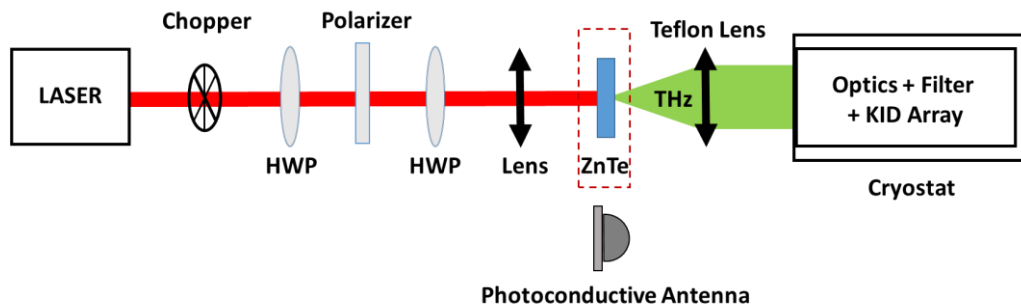 Chopper
Polarizer
Teflon Lens
LASER
THz
Optics + Filter
+ KID Array
HWP
HWP
Lens
ZnTe
Cryostat
Photoconductive Antenna